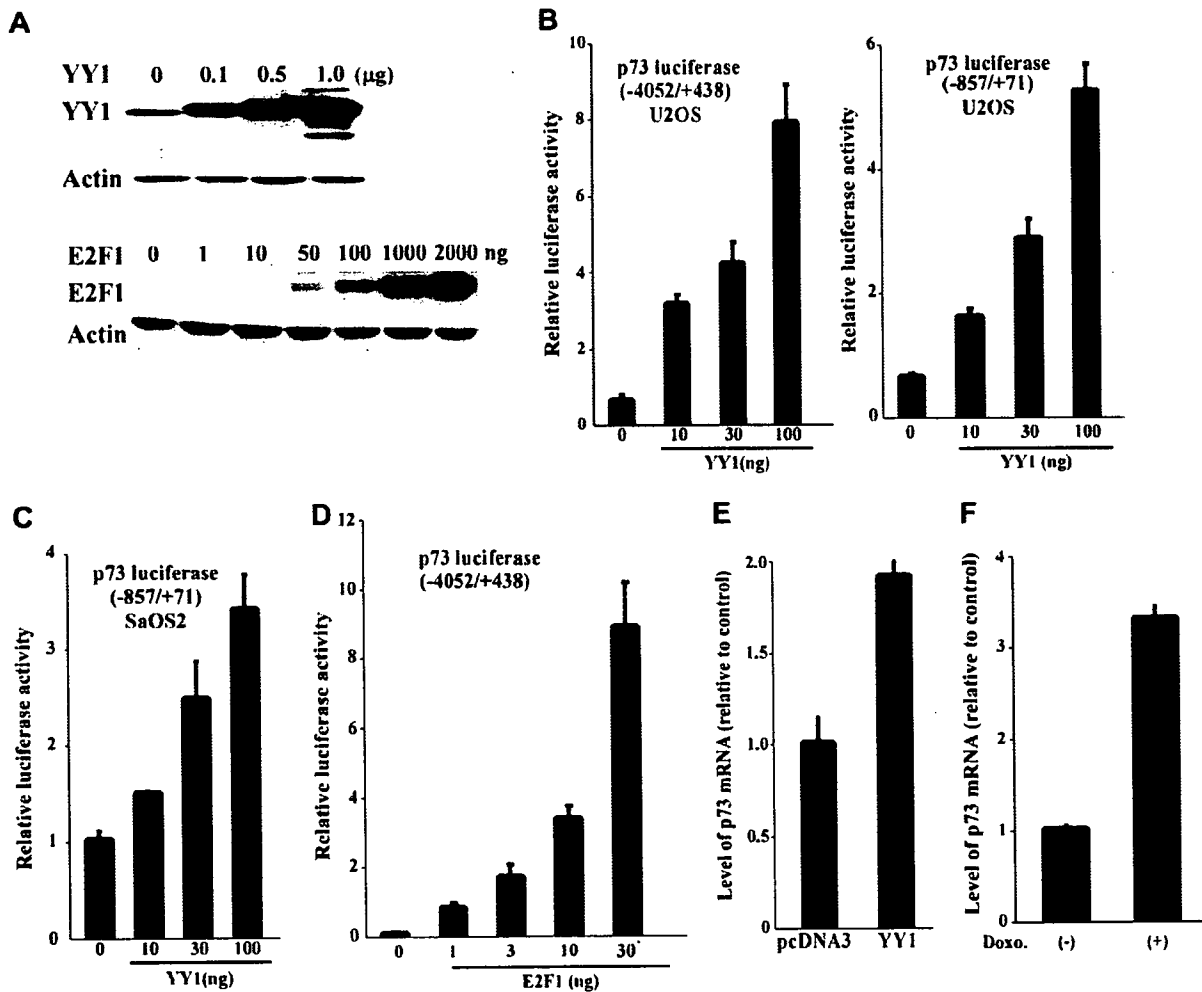 A
YY1 0 0.1 0.5 1.0 (µg)
YY1
Actin
E2F1 0 1 10 50 100 1000 2000 ng
E2F1
Actin
B
Relative luciferase activity
10
8
6
4
2
0
p73 luciferase
(-4052/+438)
U2OS
0 10 30 100
YY1(ng)
Relative luciferase activity
6
4
2
0
p73 luciferase
(-857/+71)
U2OS
0 10 30 100
YY1 (ng)
C
Relative luciferase activity
4
3
2
1
0
p73 luciferase
(-857/+71)
SaOS2
0 10 30 100
YY1(ng)
D
Relative luciferase activity
12
10
8
6
4
2
0
p73 luciferase
(-4052/+438)
0 1 3 10 30
E2F1 (ng)
E
Level of p73 mRNA (relative to control)
2.0
1.5
1.0
0.5
0
pcDNA3 YY1
F
Level of p73 mRNA (relative to control)
4
3
2
1
0
Doxo. (-) (+)